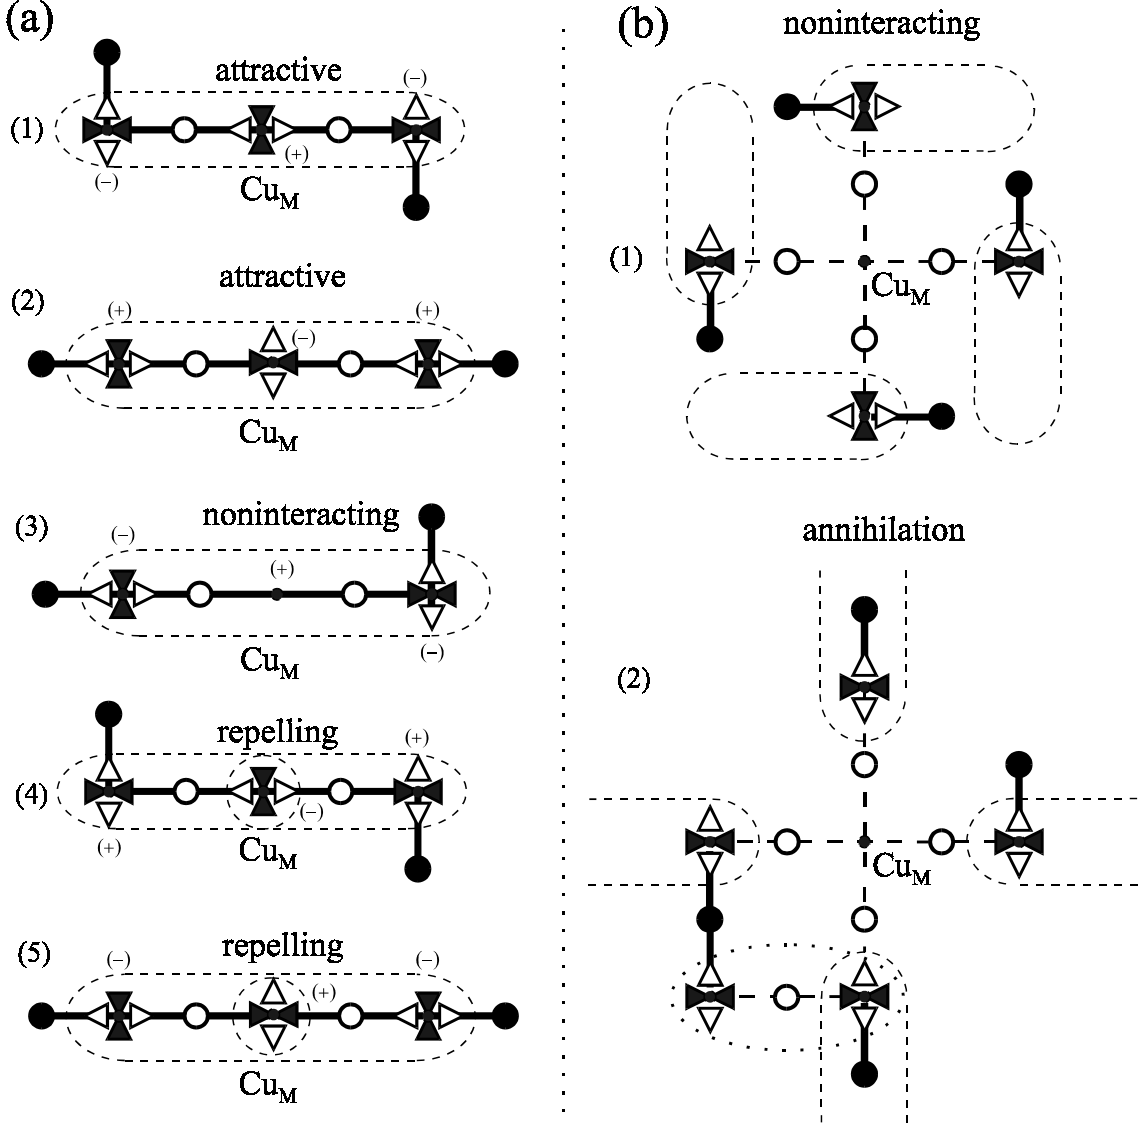 (a)
attractive
(–)
(1)
(+)
(–)
CuM
attractive
(2)
(+)
(–)
(+)
CuM
(3)
noninteracting
(–)
(+)
(–)
CuM
repelling
(+)
(4)
(–)
(+)
CuM
repelling
(5)
(–)
(+)
(–)
CuM
(b)
noninteracting
(1)
CuM
annihilation
(2)
CuM